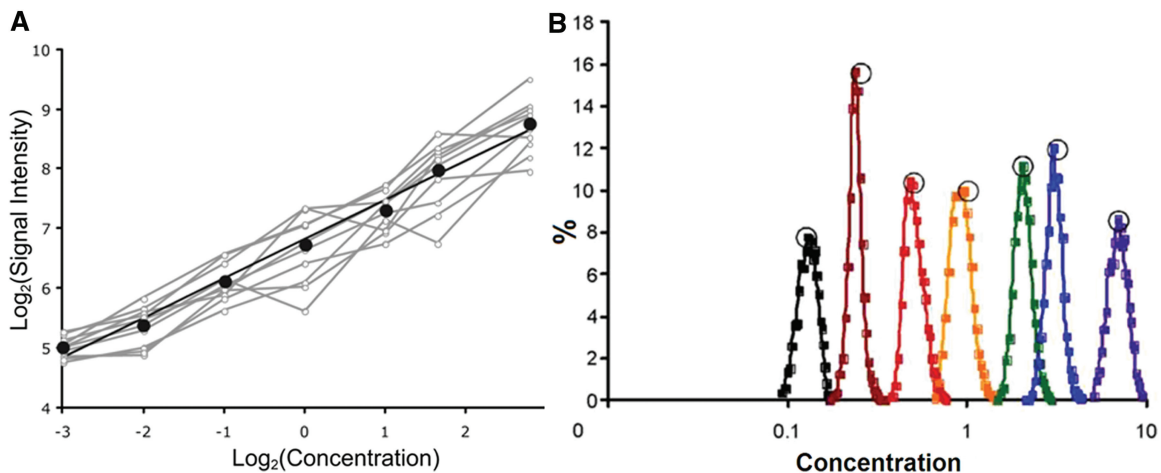 A
10
9
8
7
6
5
4
Log₂(Signal Intensity)
-3 -2 -1 0 1 2
Log₂(Concentration)
B
18
16
14
12
10
8
6
4
2
0
%
0 0.1 1 10
Concentration